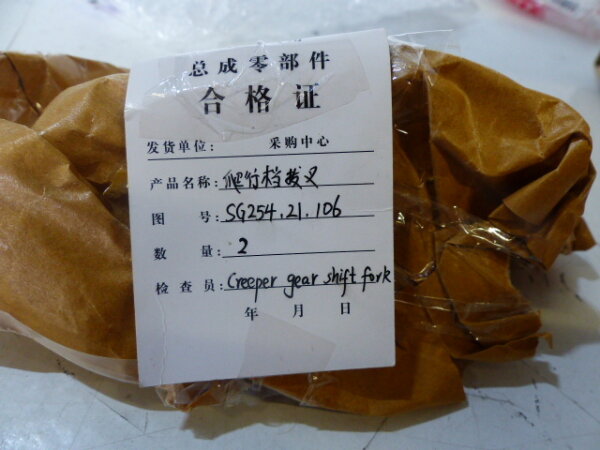 总成零部件
合格证
发货单位: 采购中心
产品名称: 爬行档拨叉
图 号: SG254.21.106
数 量: 2
检 查 员: Creeper gear shift fork
年 月 日